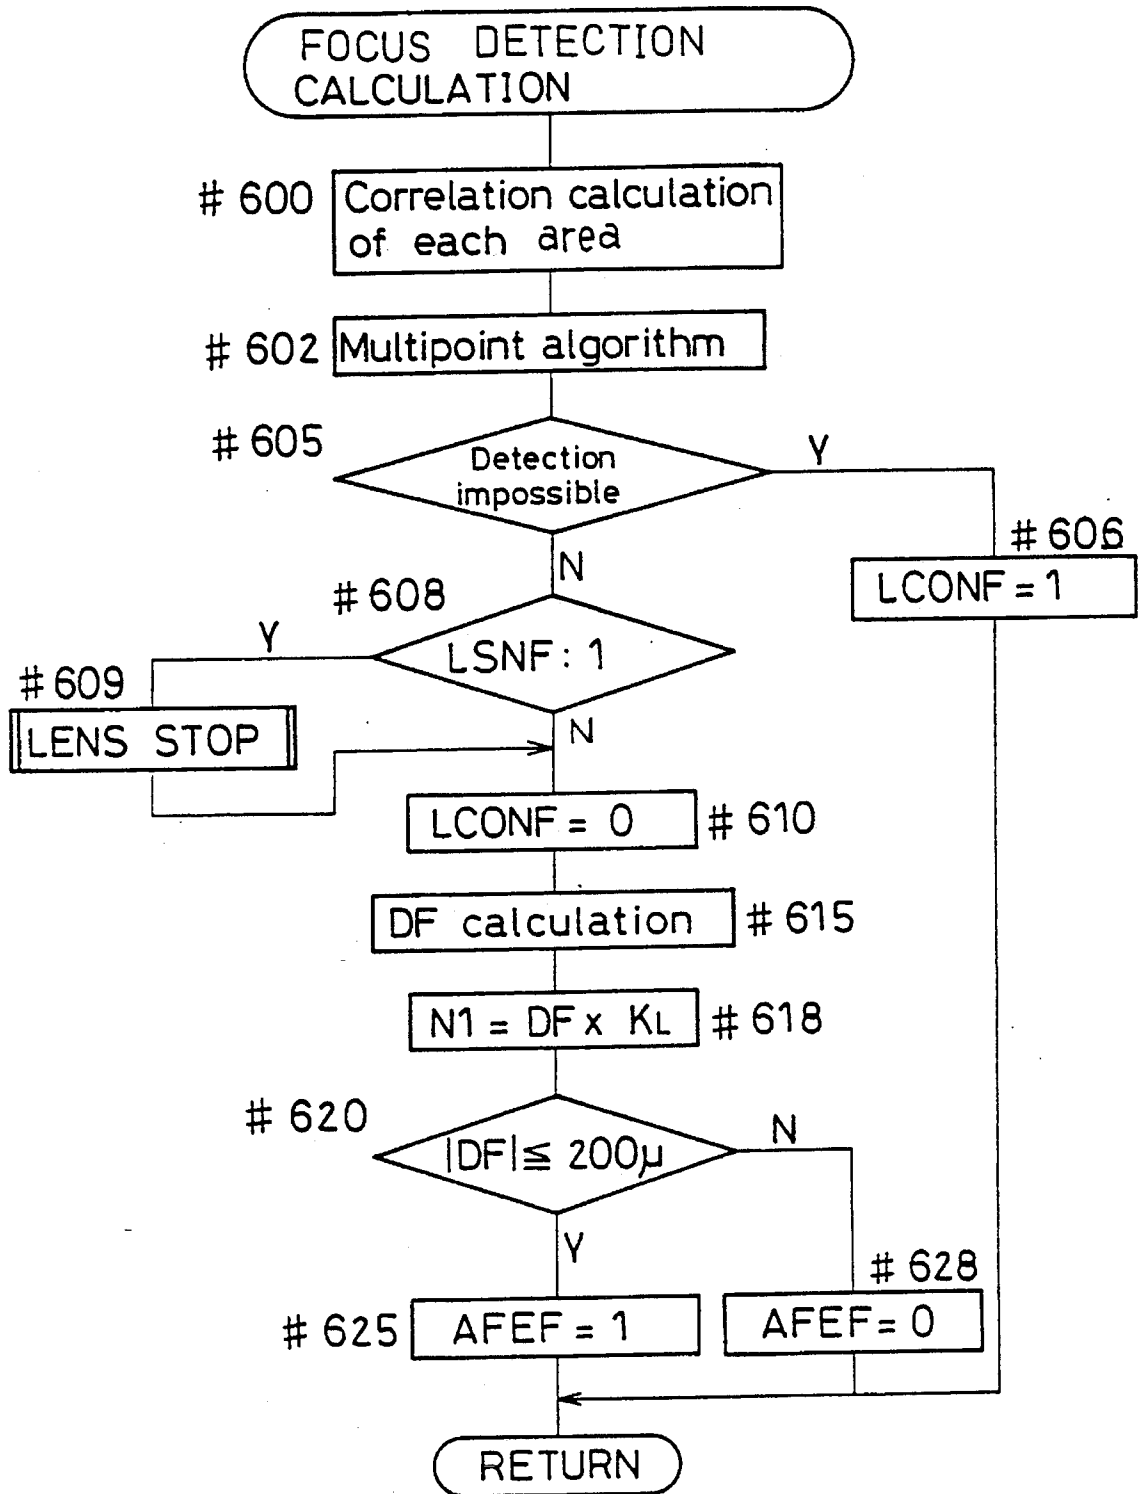 FOCUS DETECTION
CALCULATION
# 600
Correlation calculation
of each area
# 602
Multipoint algorithm
# 605
Detection
impossible
Y
N
# 606
LCONF = 1
# 608
LSNF : 1
Y
N
# 609
LENS STOP
LCONF = 0
# 610
DF calculation
# 615
N1 = DF x KL
# 618
# 620
|DF| ≦ 200μ
N
Y
# 628
AFEF = 0
# 625
AFEF = 1
RETURN